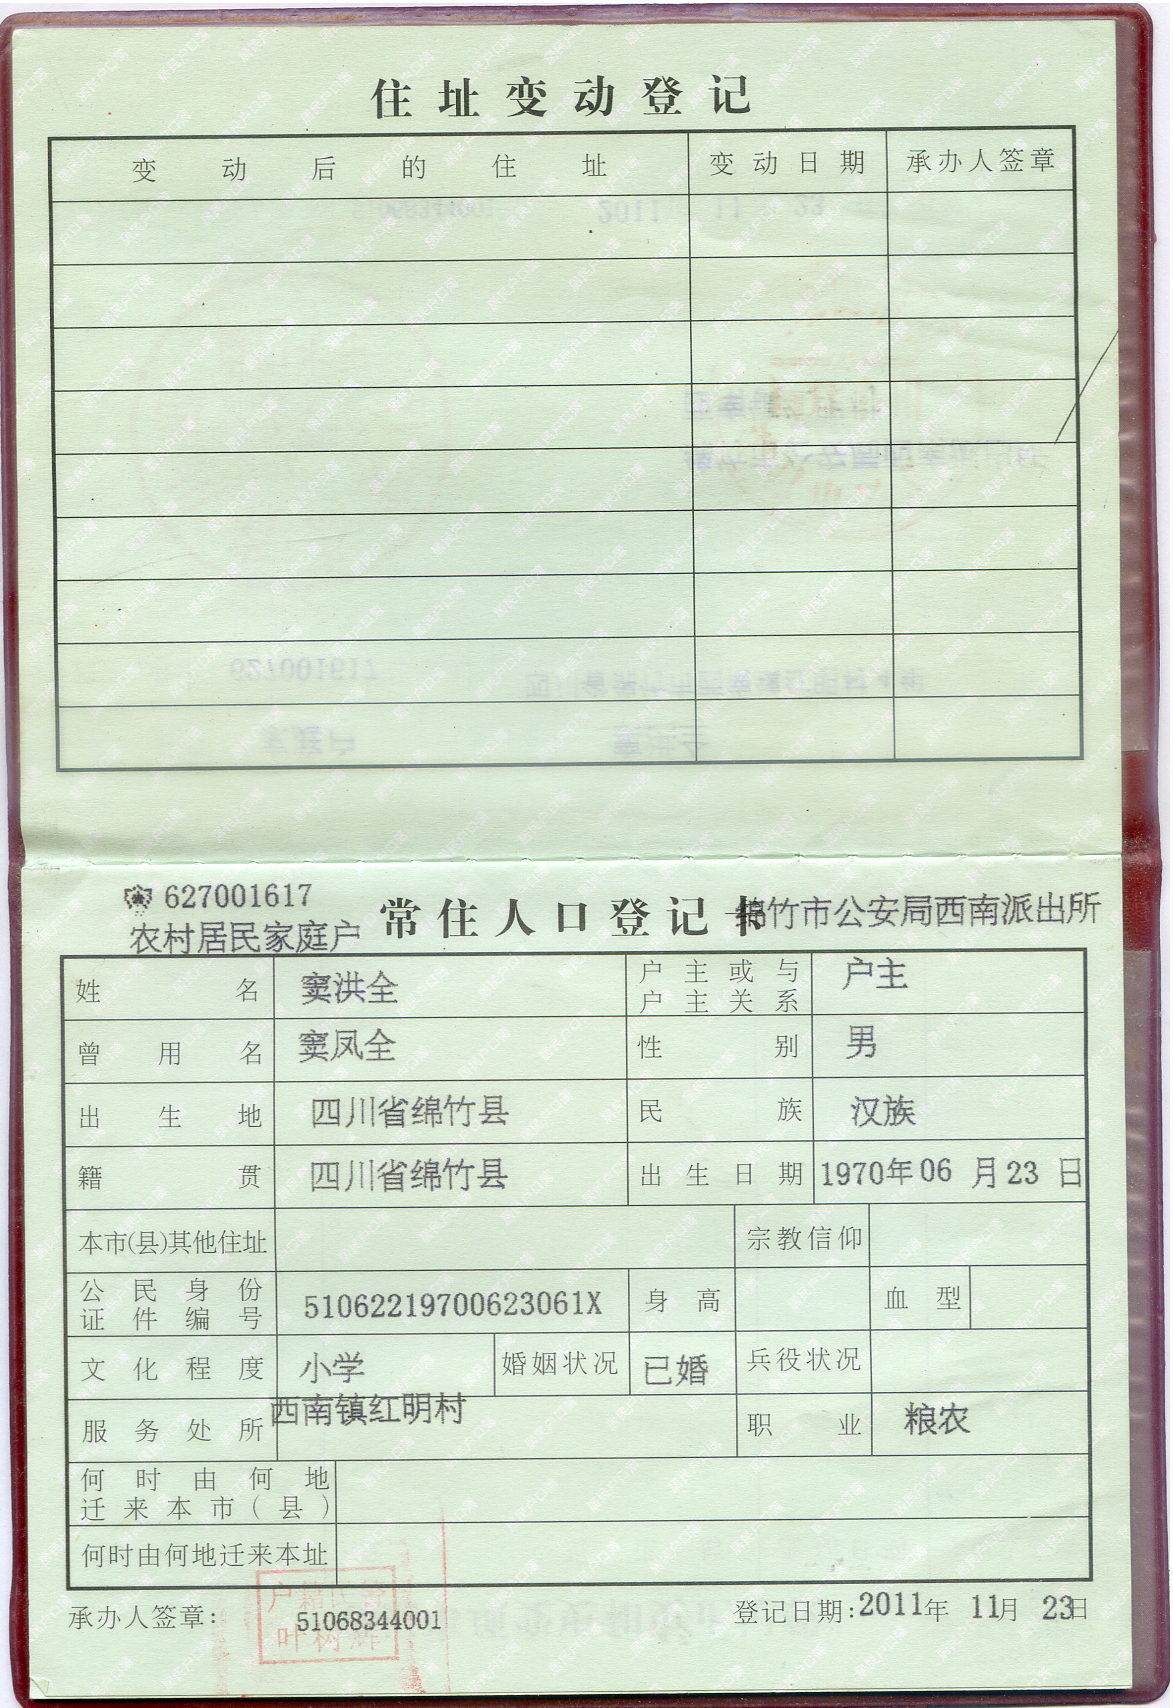 住址变动登记
变动后的住址 变动日期 承办人签章
627001617
农村居民家庭户 常住人口登记卡 绵竹市公安局西南派出所
姓名 窦洪全 户主或与户主关系 户主
曾用名 窦凤全 性别 男
出生地 四川省绵竹县 民族 汉族
籍贯 四川省绵竹县 出生日期 1970年06月23日
本市(县)其他住址 宗教信仰
公民身份证件编号 51062219700623061X 身高 血型
文化程度 小学 婚姻状况 已婚 兵役状况
服务处所 西南镇红明村 职业 粮农
何时由何地迁来本市(县)
何时由何地迁来本址
承办人签章: 51068344001 登记日期:2011年11月23日